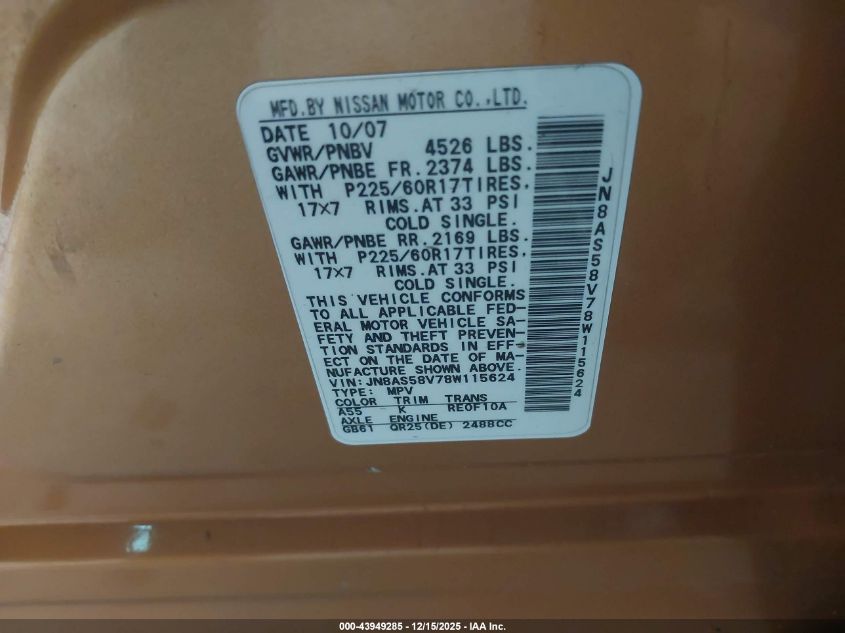 MFD.BY NISSAN MOTOR CO.,LTD.
DATE 10/07
GVWR/PNBV 4526 LBS.
GAWR/PNBE FR. 2374 LBS.
WITH P225/60R17TIRES.
17X7 RIMS.AT 33 PSI
COLD SINGLE.
GAWR/PNBE RR. 2169 LBS.
WITH P225/60R17TIRES.
17X7 RIMS.AT 33 PSI
COLD SINGLE.
THIS VEHICLE CONFORMS
TO ALL APPLICABLE FED-
ERAL MOTOR VEHICLE SA-
FETY AND THEFT PREVEN-
TION STANDARDS IN EFF-
ECT ON THE DATE OF MA-
NUFACTURE SHOWN ABOVE.
VIN: JN8AS58V78W115624
TYPE: MPV
COLOR TRIM TRANS
A55 K RE0F10A
AXLE ENGINE
GB61 QR25(DE) 2488CC
JN8AS58V78W115624
000-43949285 - 12/15/2025 - IAA Inc.